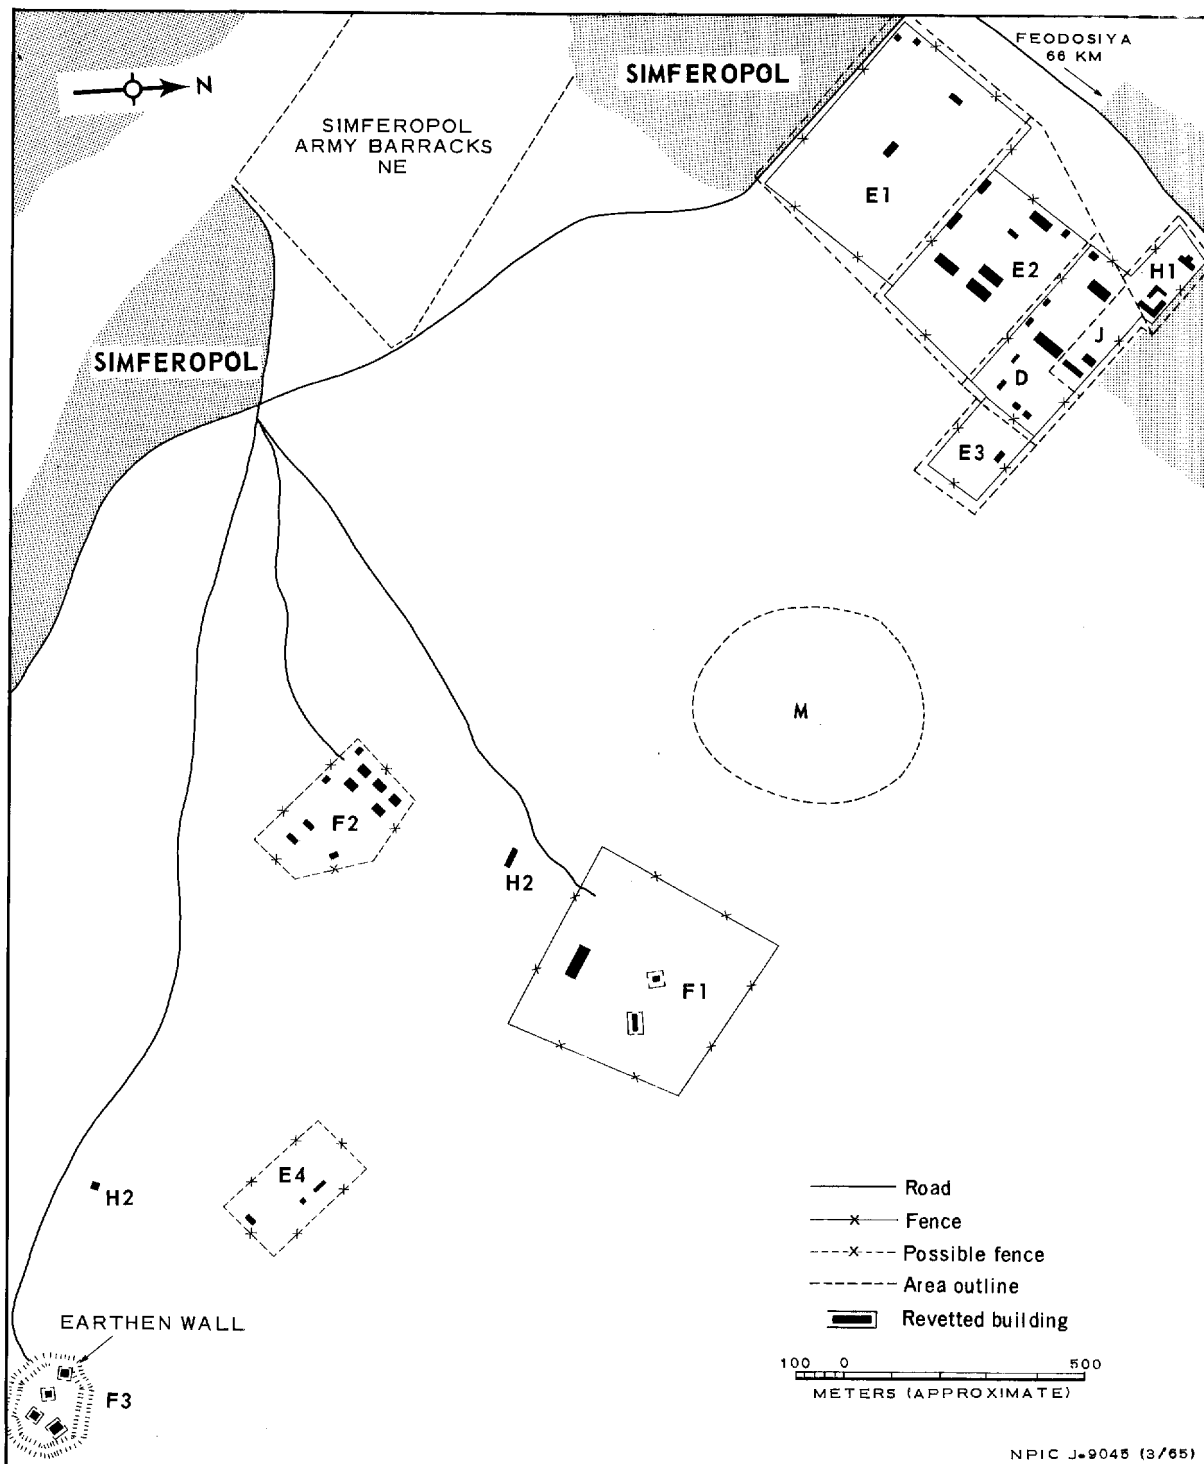 FEODOSIYA
66 KM
SIMFEROPOL
N
SIMFEROPOL
ARMY BARRACKS
NE
E1
E2
H1
J
SIMFEROPOL
D
E3
M
F2
H2
F1
E4
H2
Road
Fence
Possible fence
Area outline
Revetted building
EARTHEN WALL
F3
100 0 500
METERS (APPROXIMATE)
NPIC J-9045 (3/65)